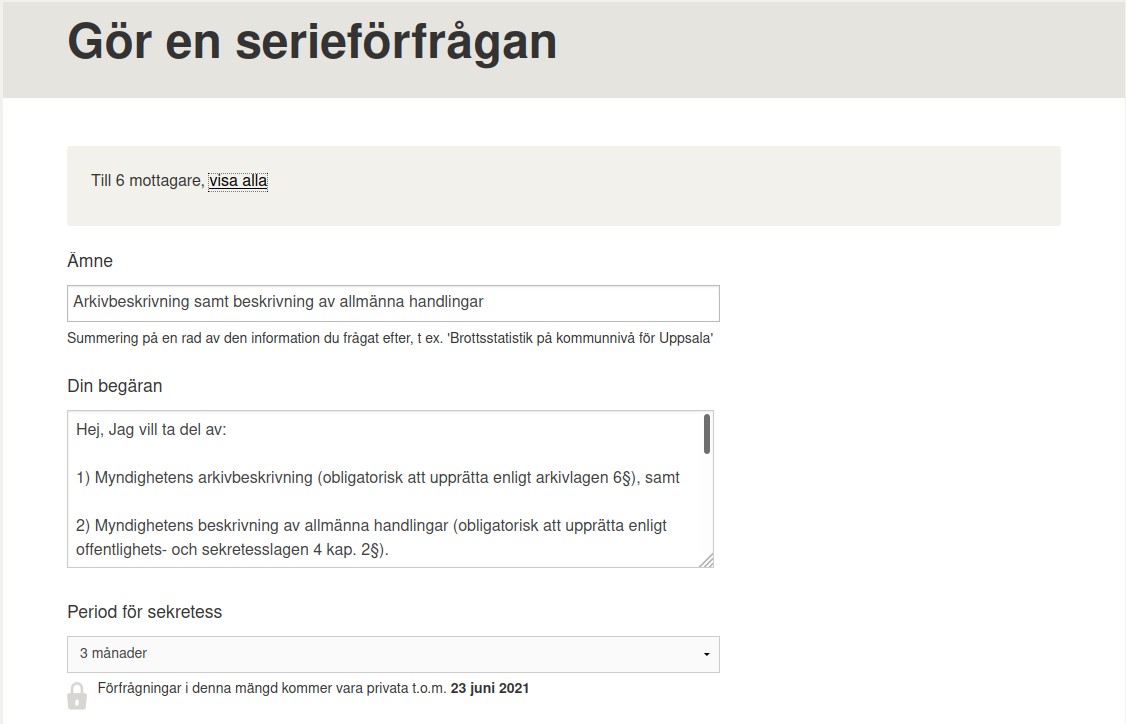 Gör en serieförfrågan
Till 6 mottagare, visa alla
Ämne
Arkivbeskrivning samt beskrivning av allmänna handlingar
Summering på en rad av den information du frågat efter, t ex. 'Brottsstatistik på kommunnivå för Uppsala'
Din begäran
Hej, Jag vill ta del av:
1) Myndighetens arkivbeskrivning (obligatorisk att upprätta enligt arkivlagen 6§), samt
2) Myndighetens beskrivning av allmänna handlingar (obligatorisk att upprätta enligt
offentlighets- och sekretesslagen 4 kap. 2§).
Period för sekretess
3 månader
Förfrågningar i denna mängd kommer vara privata t.o.m. 23 juni 2021